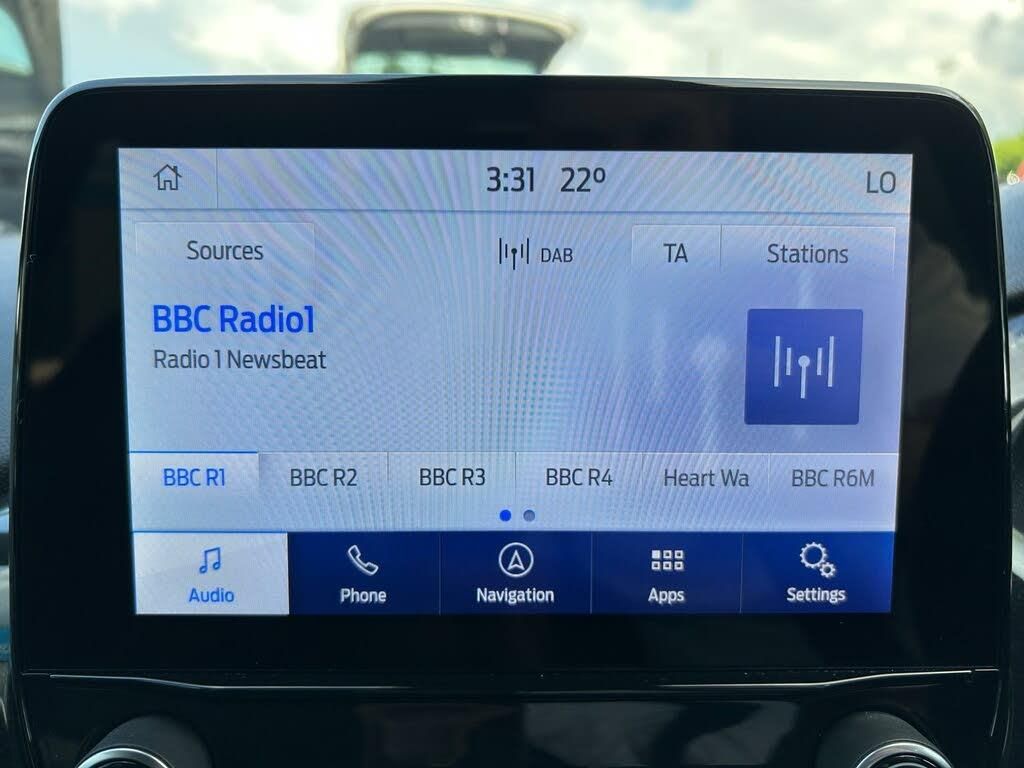 3:31 22º LO
Sources DAB TA Stations
BBC Radio1
Radio 1 Newsbeat
BBC R1 BBC R2 BBC R3 BBC R4 Heart Wa BBC R6M
Audio Phone Navigation Apps Settings